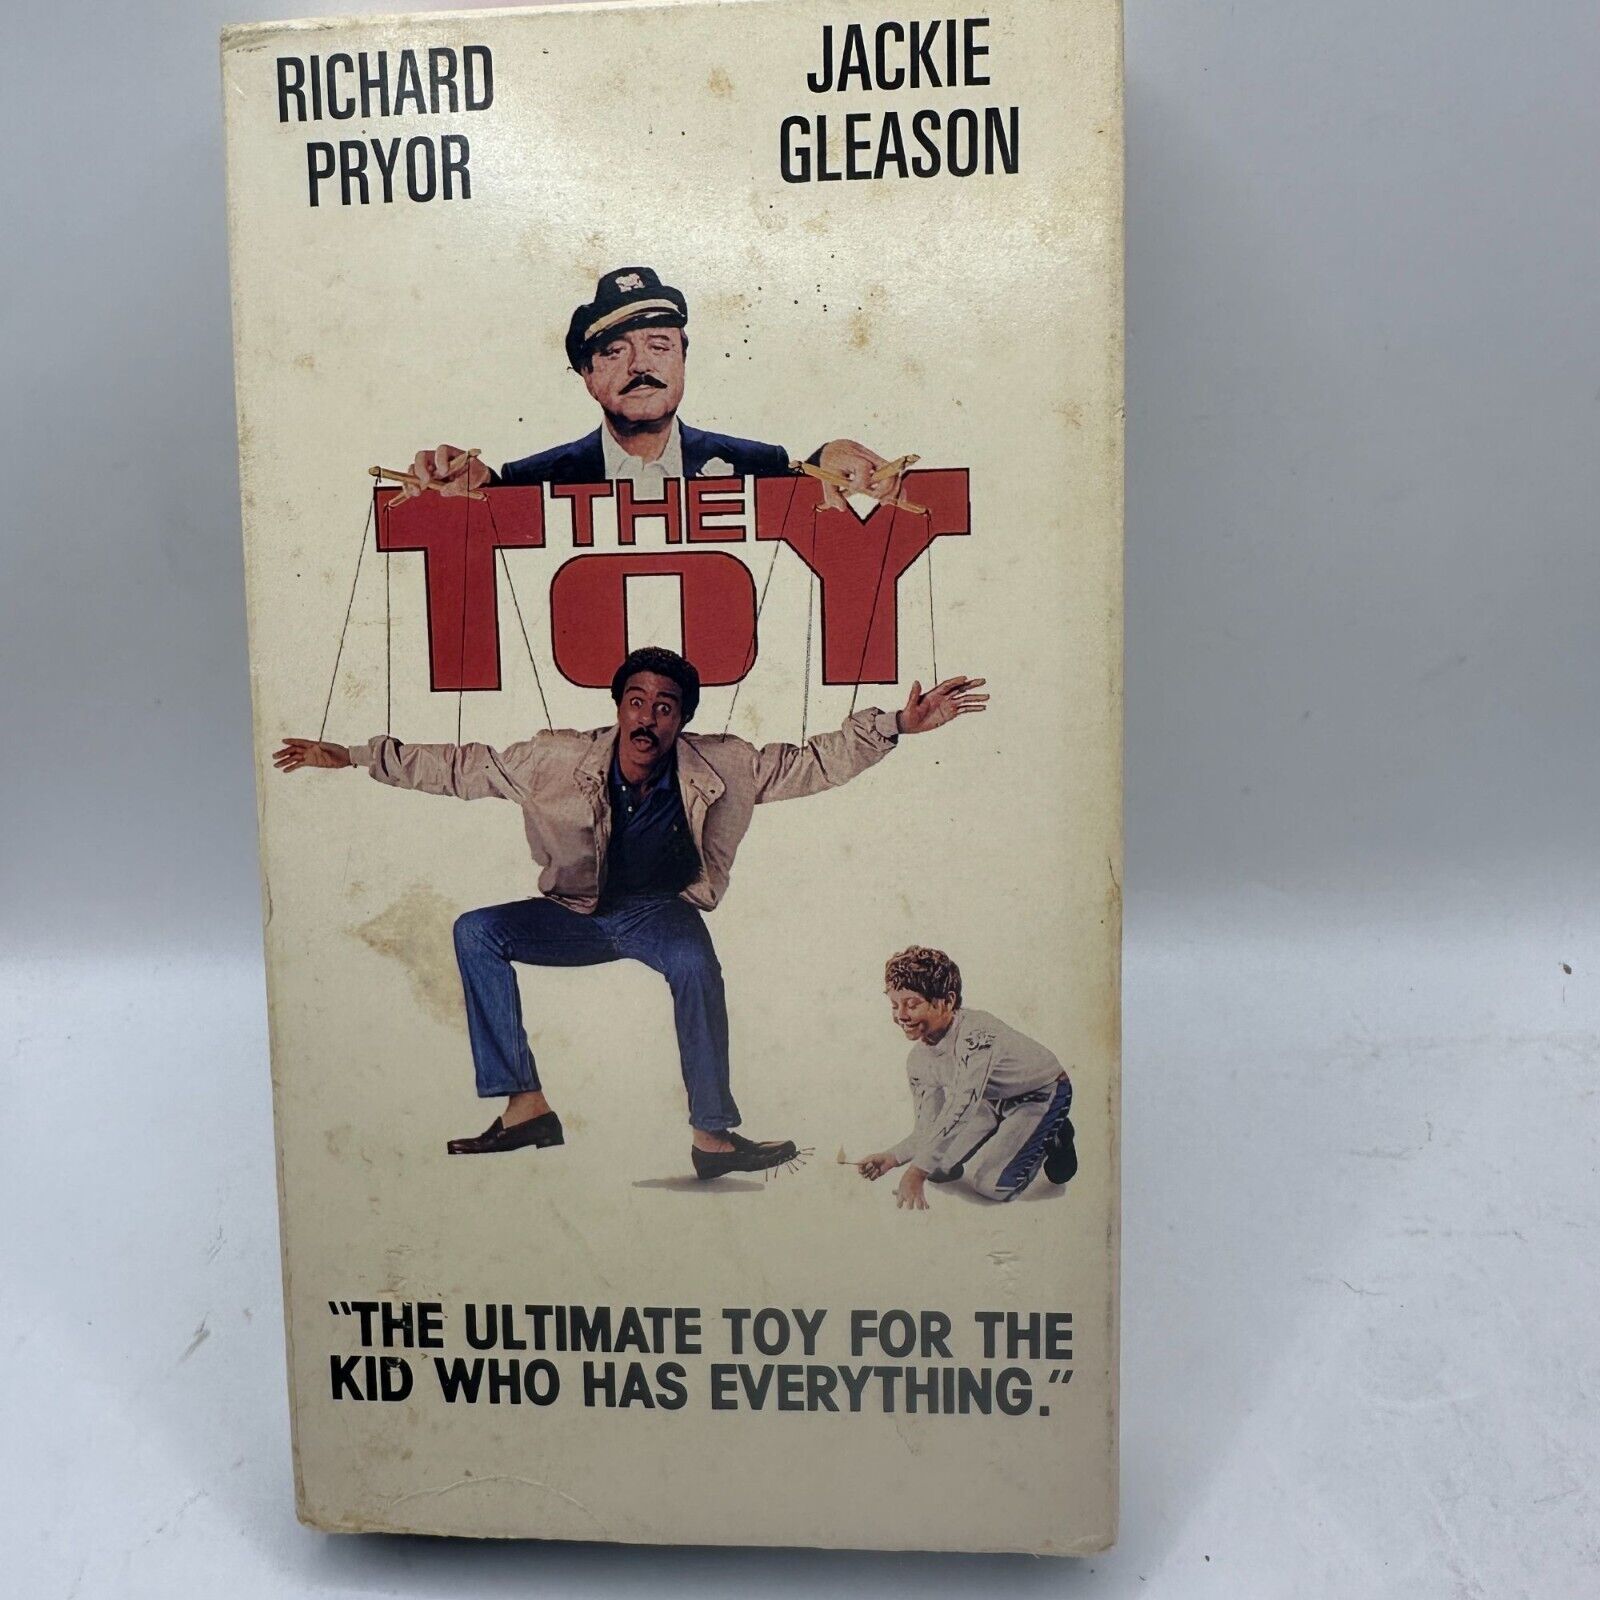 RICHARD
PRYOR
JACKIE
GLEASON
THE
TOY
"THE ULTIMATE TOY FOR THE
KID WHO HAS EVERYTHING."